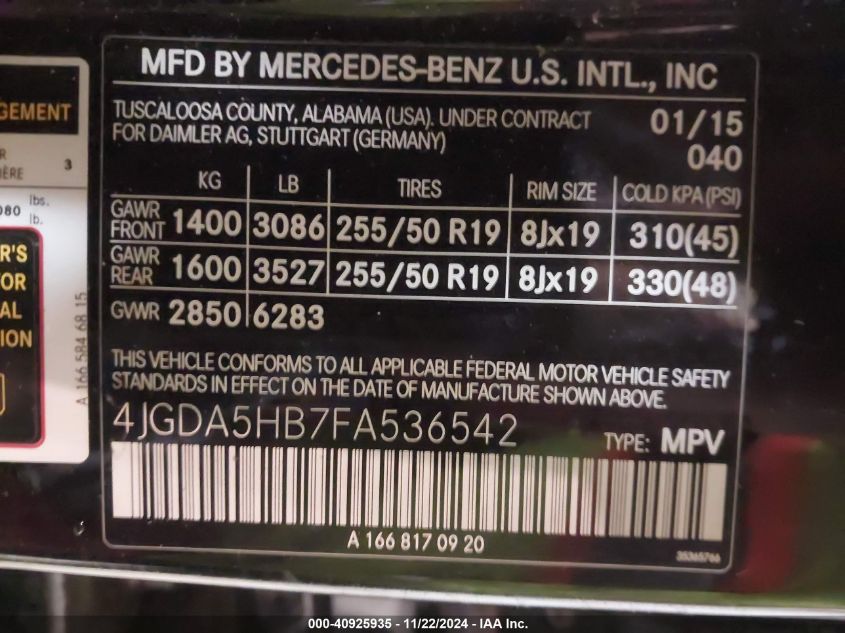 MFD BY MERCEDES-BENZ U.S. INTL., INC
TUSCALOOSA COUNTY, ALABAMA (USA). UNDER CONTRACT
FOR DAIMLER AG, STUTTGART (GERMANY)
01/15
040
KG LB TIRES RIM SIZE COLD KPA (PSI)
GAWR FRONT 1400 3086 255/50 R19 8Jx19 310(45)
GAWR REAR 1600 3527 255/50 R19 8Jx19 330(48)
GVWR 2850 6283
THIS VEHICLE CONFORMS TO ALL APPLICABLE FEDERAL MOTOR VEHICLE SAFETY
STANDARDS IN EFFECT ON THE DATE OF MANUFACTURE SHOWN ABOVE.
4JGDA5HB7FA536542 TYPE: MPV
A 166 817 09 20
35365766
GEMENT
R
IÈRE 3
080 lbs.
lb.
R'S
TOR
AL
ION
A 166 584 68 15
000-40925935 - 11/22/2024 - IAA Inc.